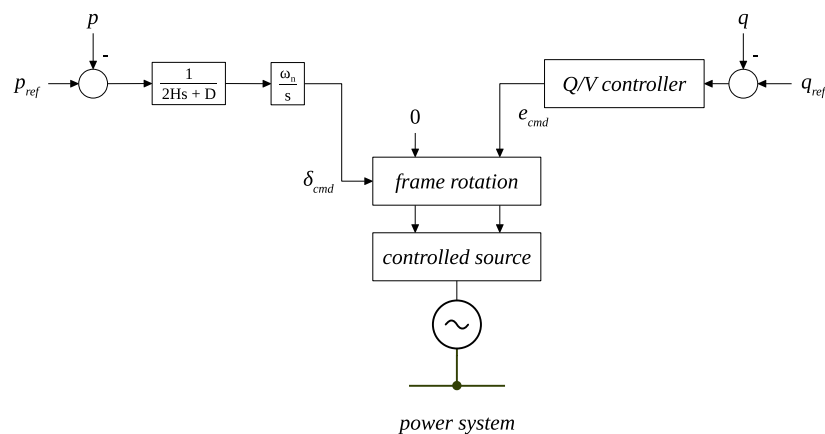 p
q
-
-
p_ref
1
2Hs + D
ω_n
s
Q/V controller
q_ref
0
e_cmd
δ_cmd
frame rotation
controlled source
power system